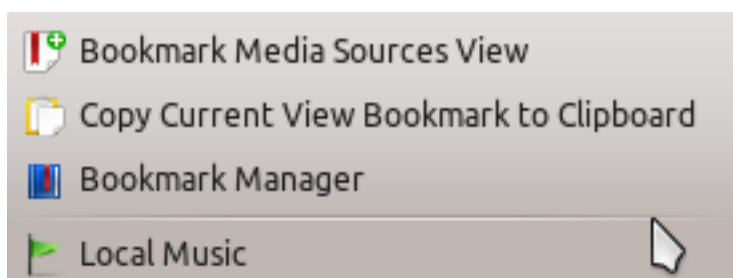 Bookmark Media Sources View
Copy Current View Bookmark to Clipboard
Bookmark Manager
Local Music